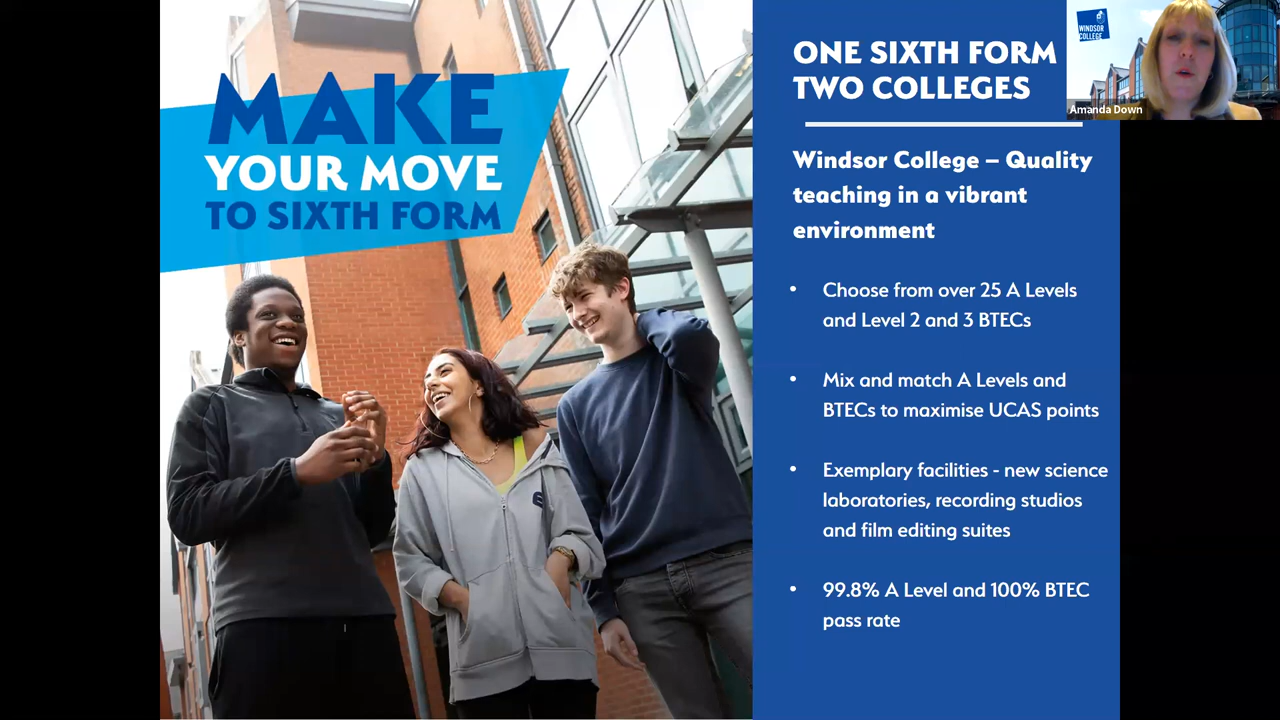 MAKE
YOUR MOVE
TO SIXTH FORM
ONE SIXTH FORM
TWO COLLEGES
WINDSOR
COLLEGE
Amanda Down
Windsor College – Quality
teaching in a vibrant
environment
• Choose from over 25 A Levels
and Level 2 and 3 BTECs
• Mix and match A Levels and
BTECs to maximise UCAS points
• Exemplary facilities - new science
laboratories, recording studios
and film editing suites
• 99.8% A Level and 100% BTEC
pass rate